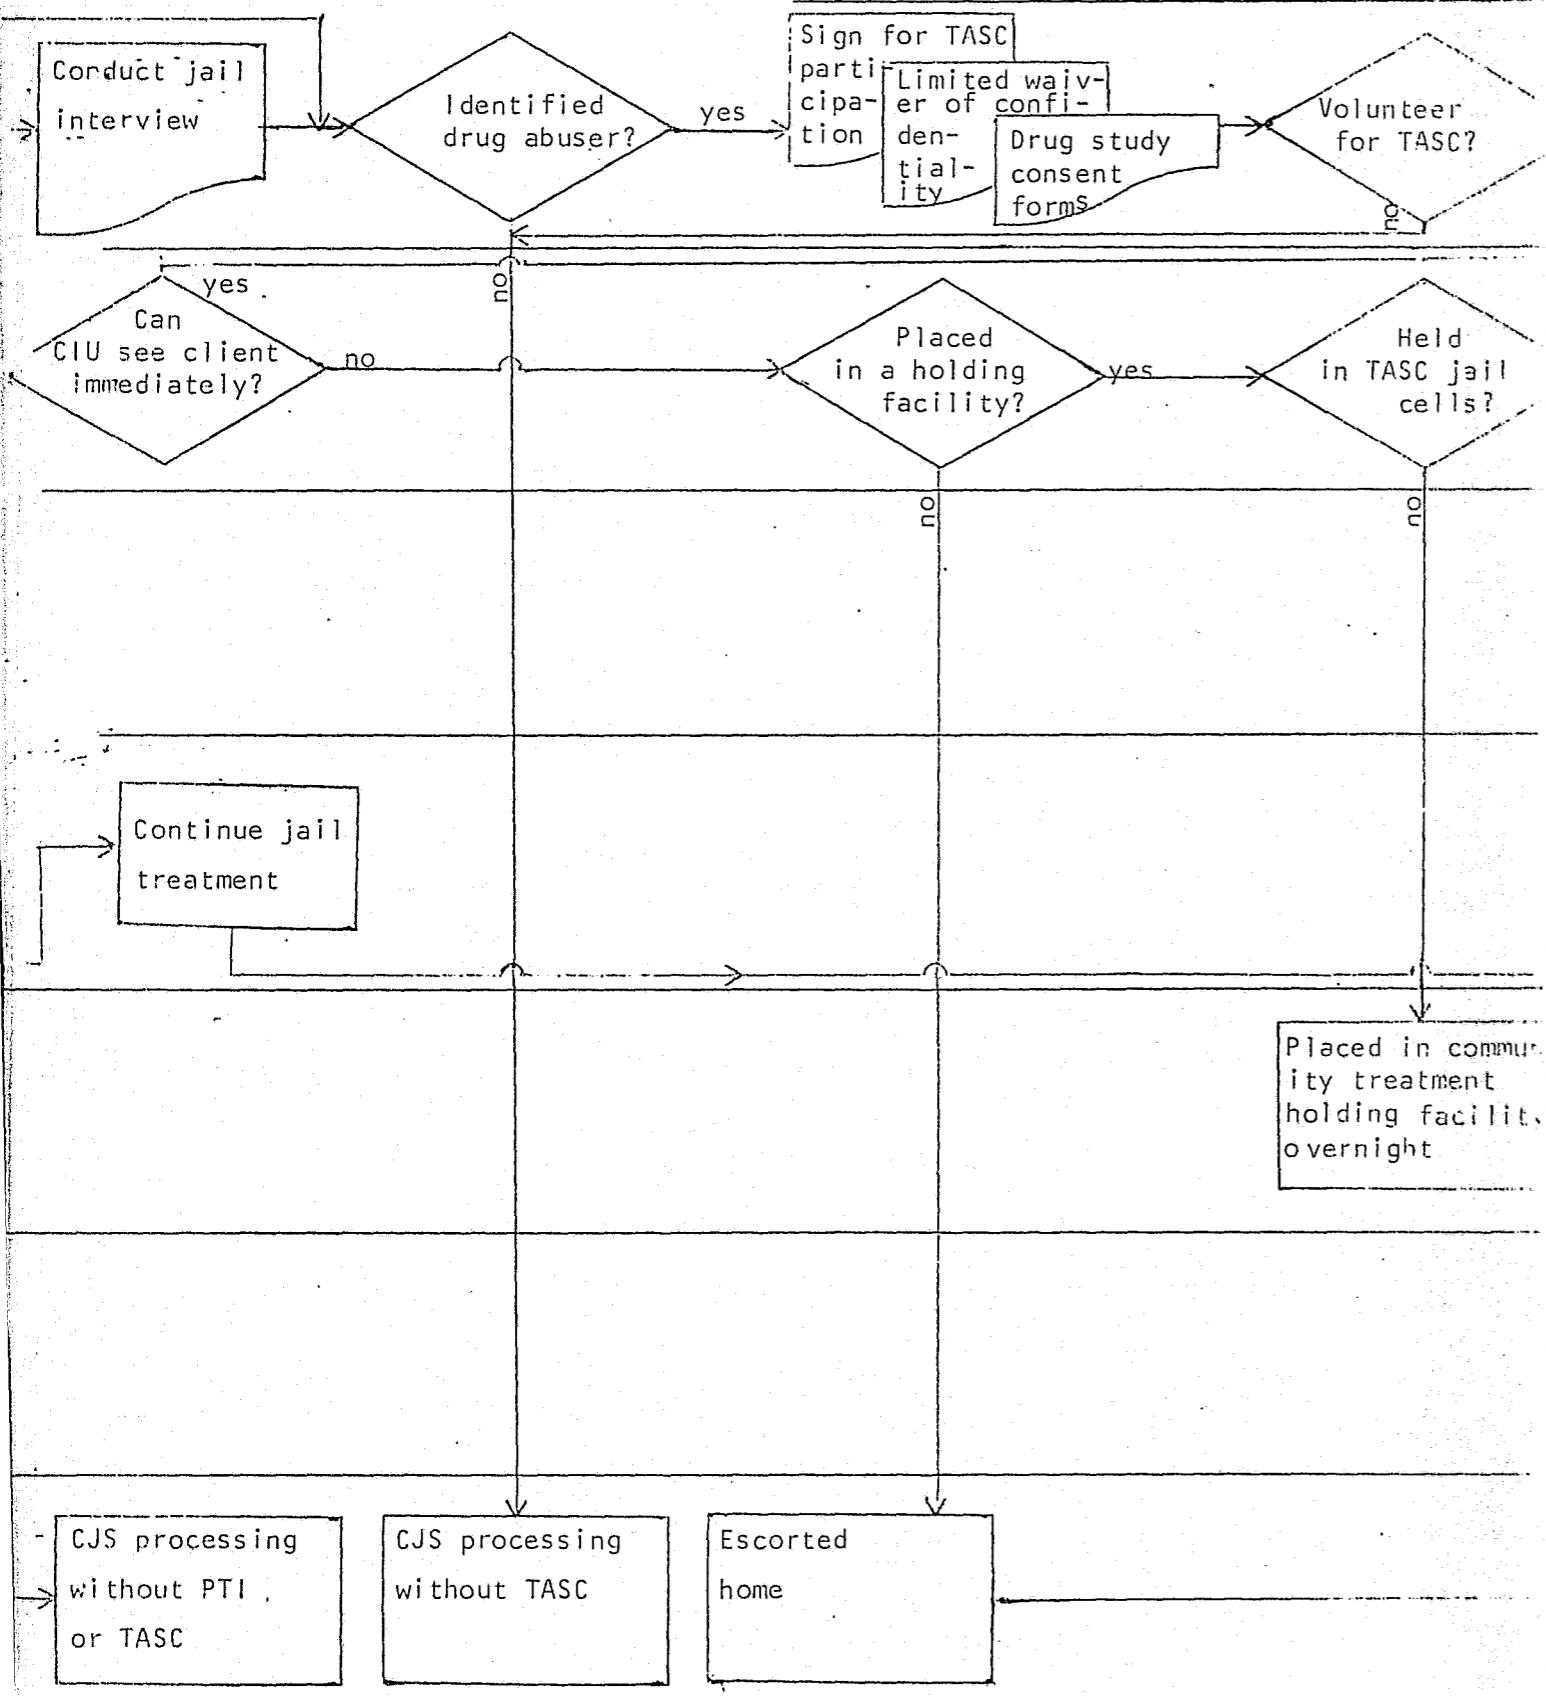 Conduct jail
interview
Identified
drug abuser?
yes
Sign for TASC
parti-
cipa-
tion
Limited waiv-
er of confi-
den-
tial-
ity
Drug study
consent
forms
Volunteer
for TASC?
no
no
yes
Can
CIU see client
immediately?
no
Placed
in a holding
facility?
yes
Held
in TASC jail
cells?
no
no
Continue jail
treatment
Placed in commu
ity treatment
holding facilit
overnight
CJS processing
without PTI
or TASC
CJS processing
without TASC
Escorted
home